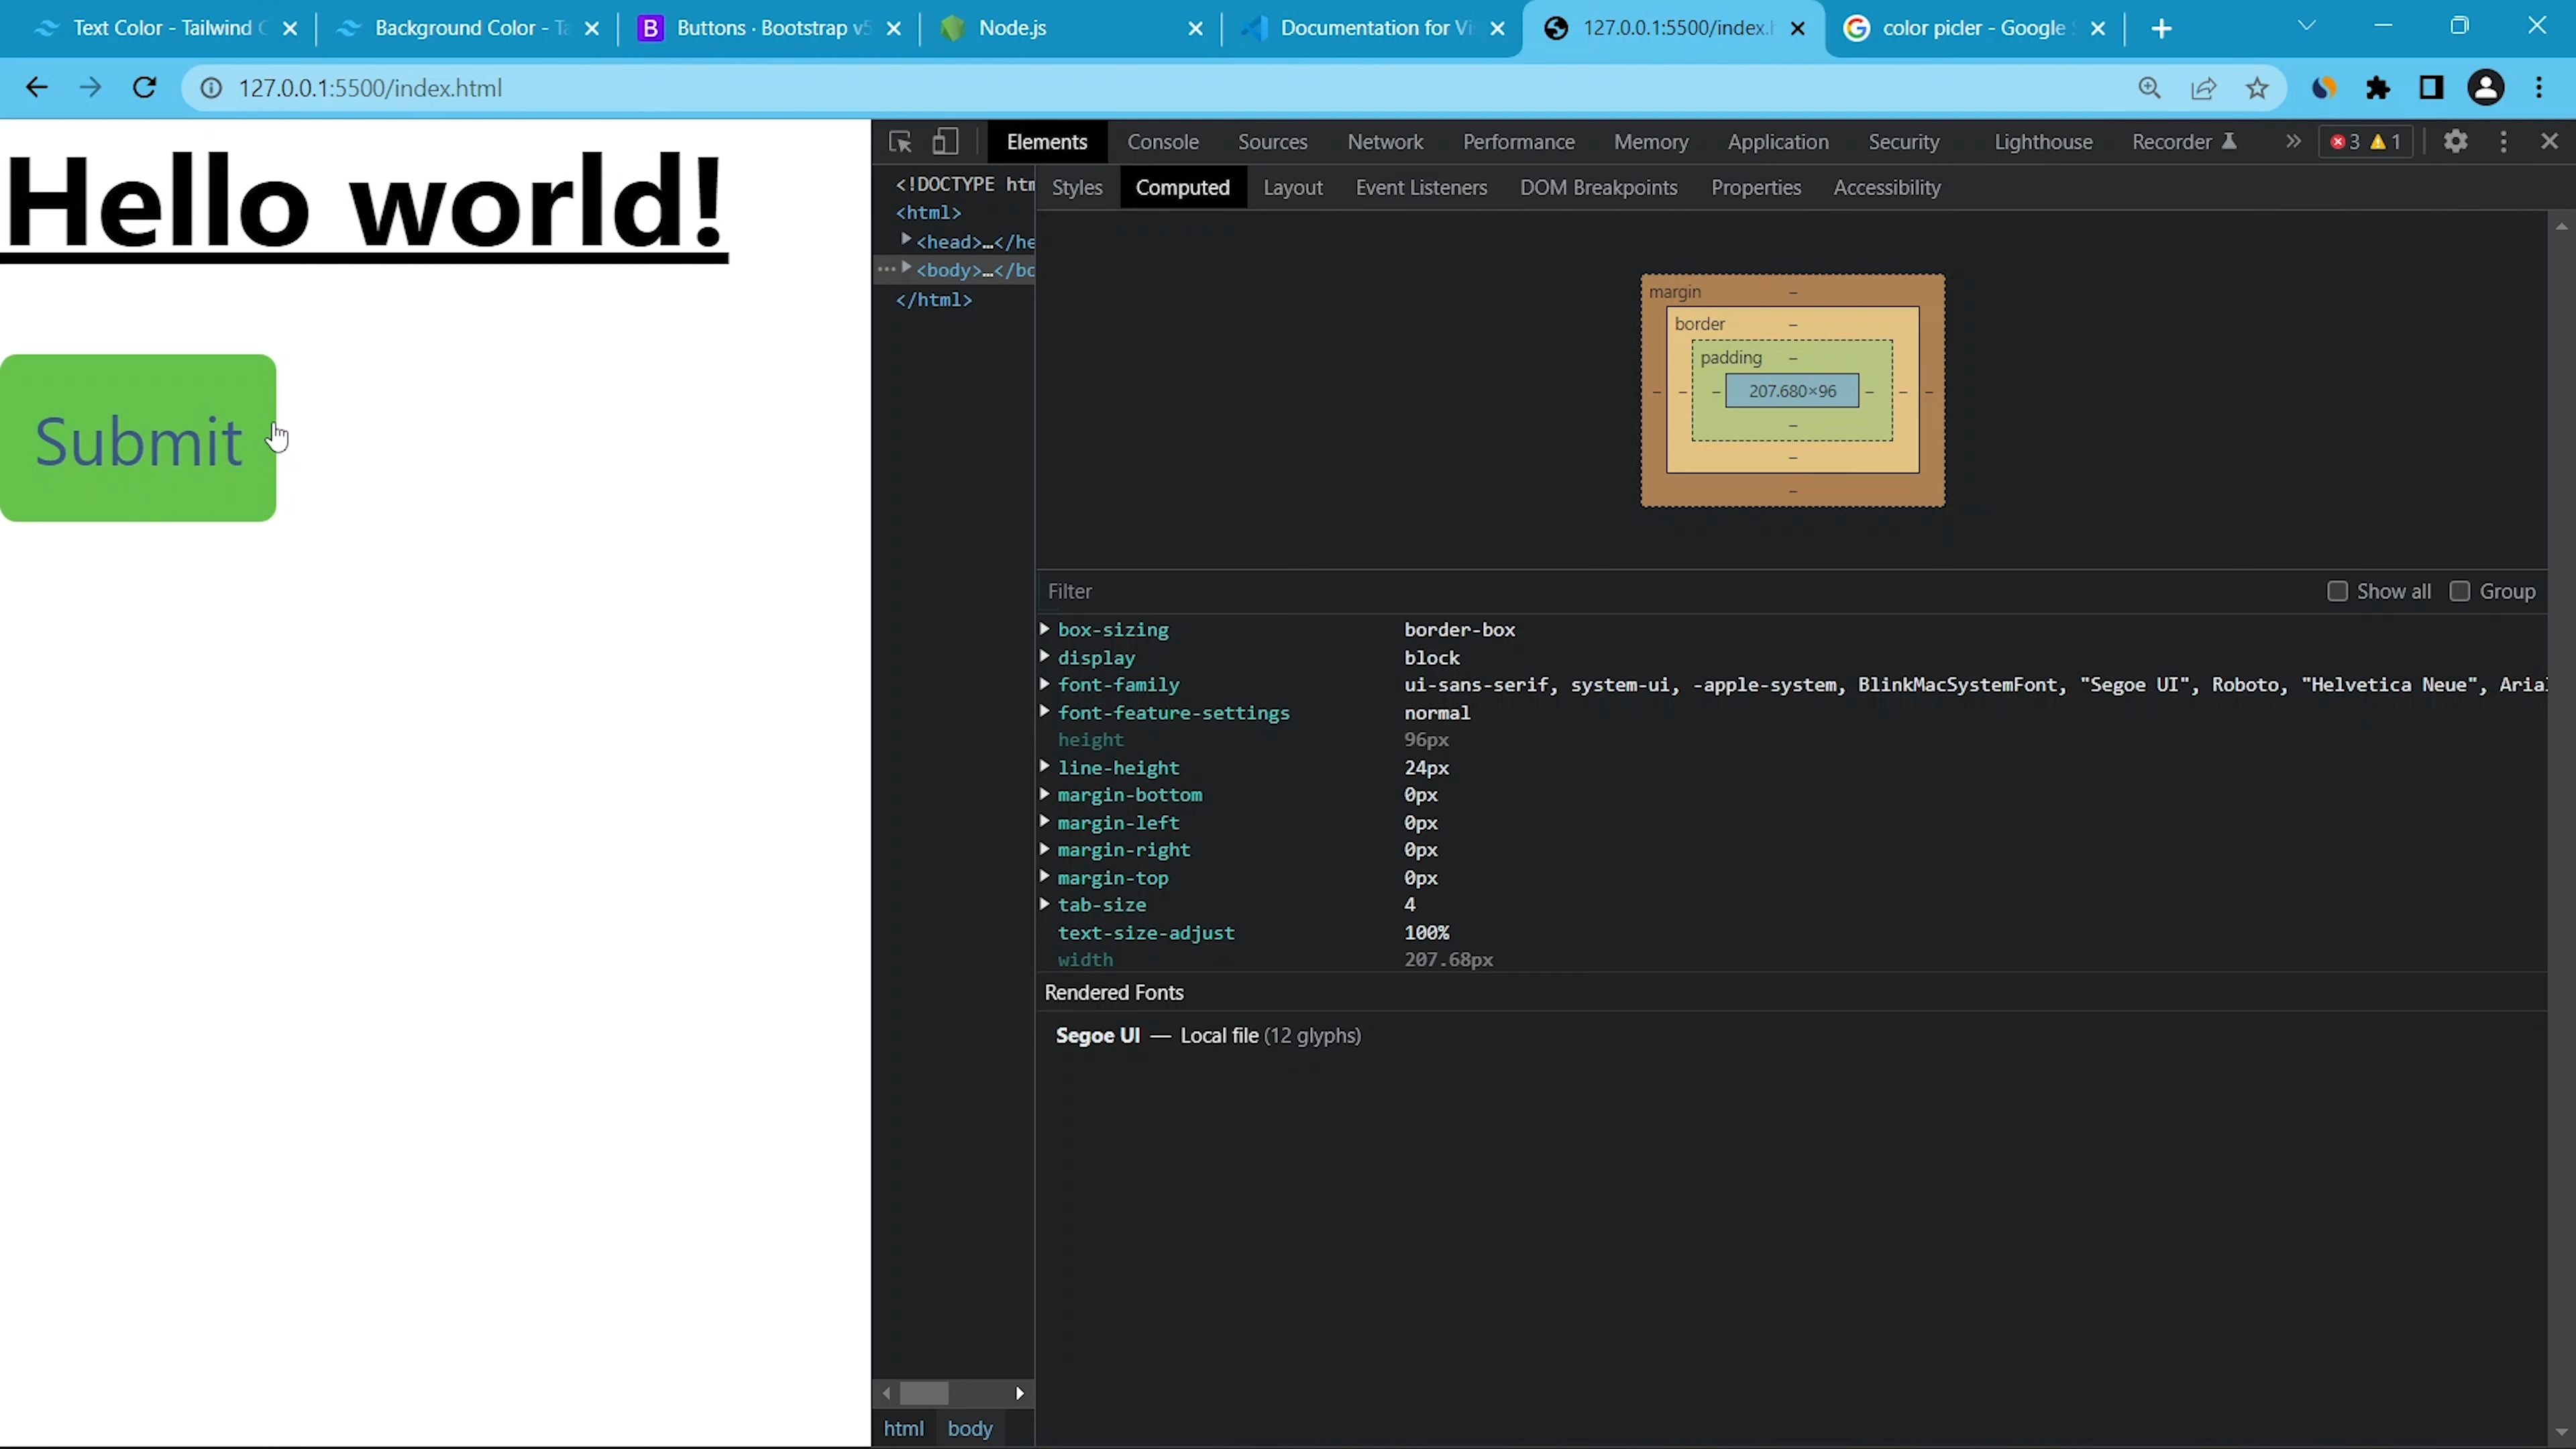 Text Color - Tailwind C
Background Color - Ta
Buttons · Bootstrap v5
Node.js
Documentation for Vi
127.0.0.1:5500/index.h
color picler - Google S
127.0.0.1:5500/index.html
Hello world!
Submit
Elements
Console
Sources
Network
Performance
Memory
Application
Security
Lighthouse
Recorder
3
1
<!DOCTYPE htm
<html>
<head>…</he
<body>…</bo
</html>
Styles
Computed
Layout
Event Listeners
DOM Breakpoints
Properties
Accessibility
margin –
border –
padding –
– – – 207.680×96 – – –
–
–
–
Filter
Show all
Group
box-sizing border-box
display block
font-family ui-sans-serif, system-ui, -apple-system, BlinkMacSystemFont, "Segoe UI", Roboto, "Helvetica Neue", Aria
font-feature-settings normal
height 96px
line-height 24px
margin-bottom 0px
margin-left 0px
margin-right 0px
margin-top 0px
tab-size 4
text-size-adjust 100%
width 207.68px
Rendered Fonts
Segoe UI — Local file (12 glyphs)
html body